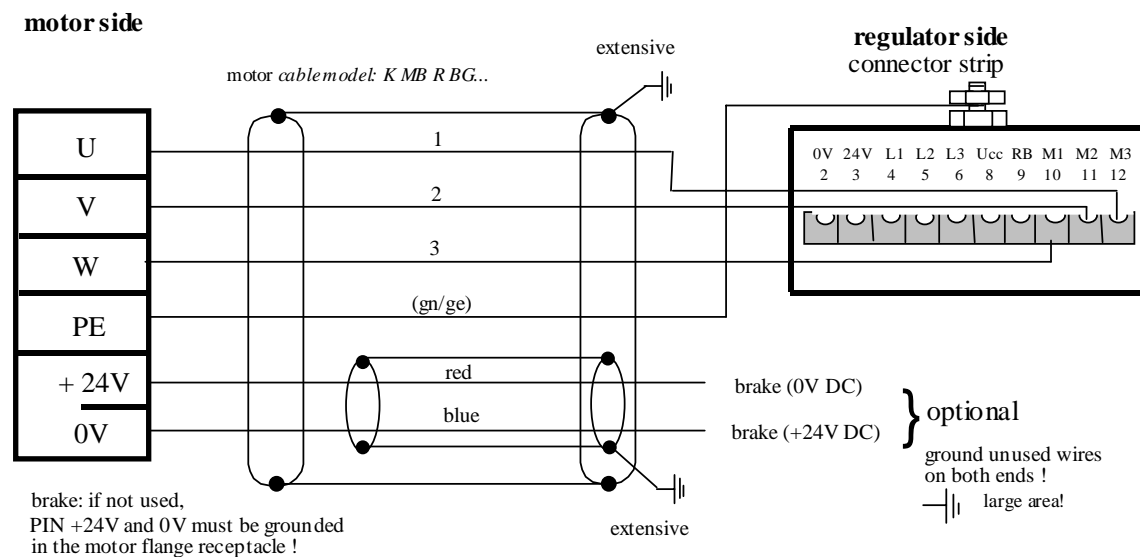 motor side
regulator side
connector strip
extensive
motor cable model: K MB R BG...
U
V
W
PE
+ 24V
0V
1
2
3
(gn/ge)
red
blue
0V 24V L1 L2 L3 Ucc RB M1 M2 M3
2 3 4 5 6 8 9 10 11 12
brake (0V DC)
brake (+24V DC)
} optional
ground unused wires
on both ends !
large area!
extensive
brake: if not used,
PIN +24V and 0V must be grounded
in the motor flange receptacle !